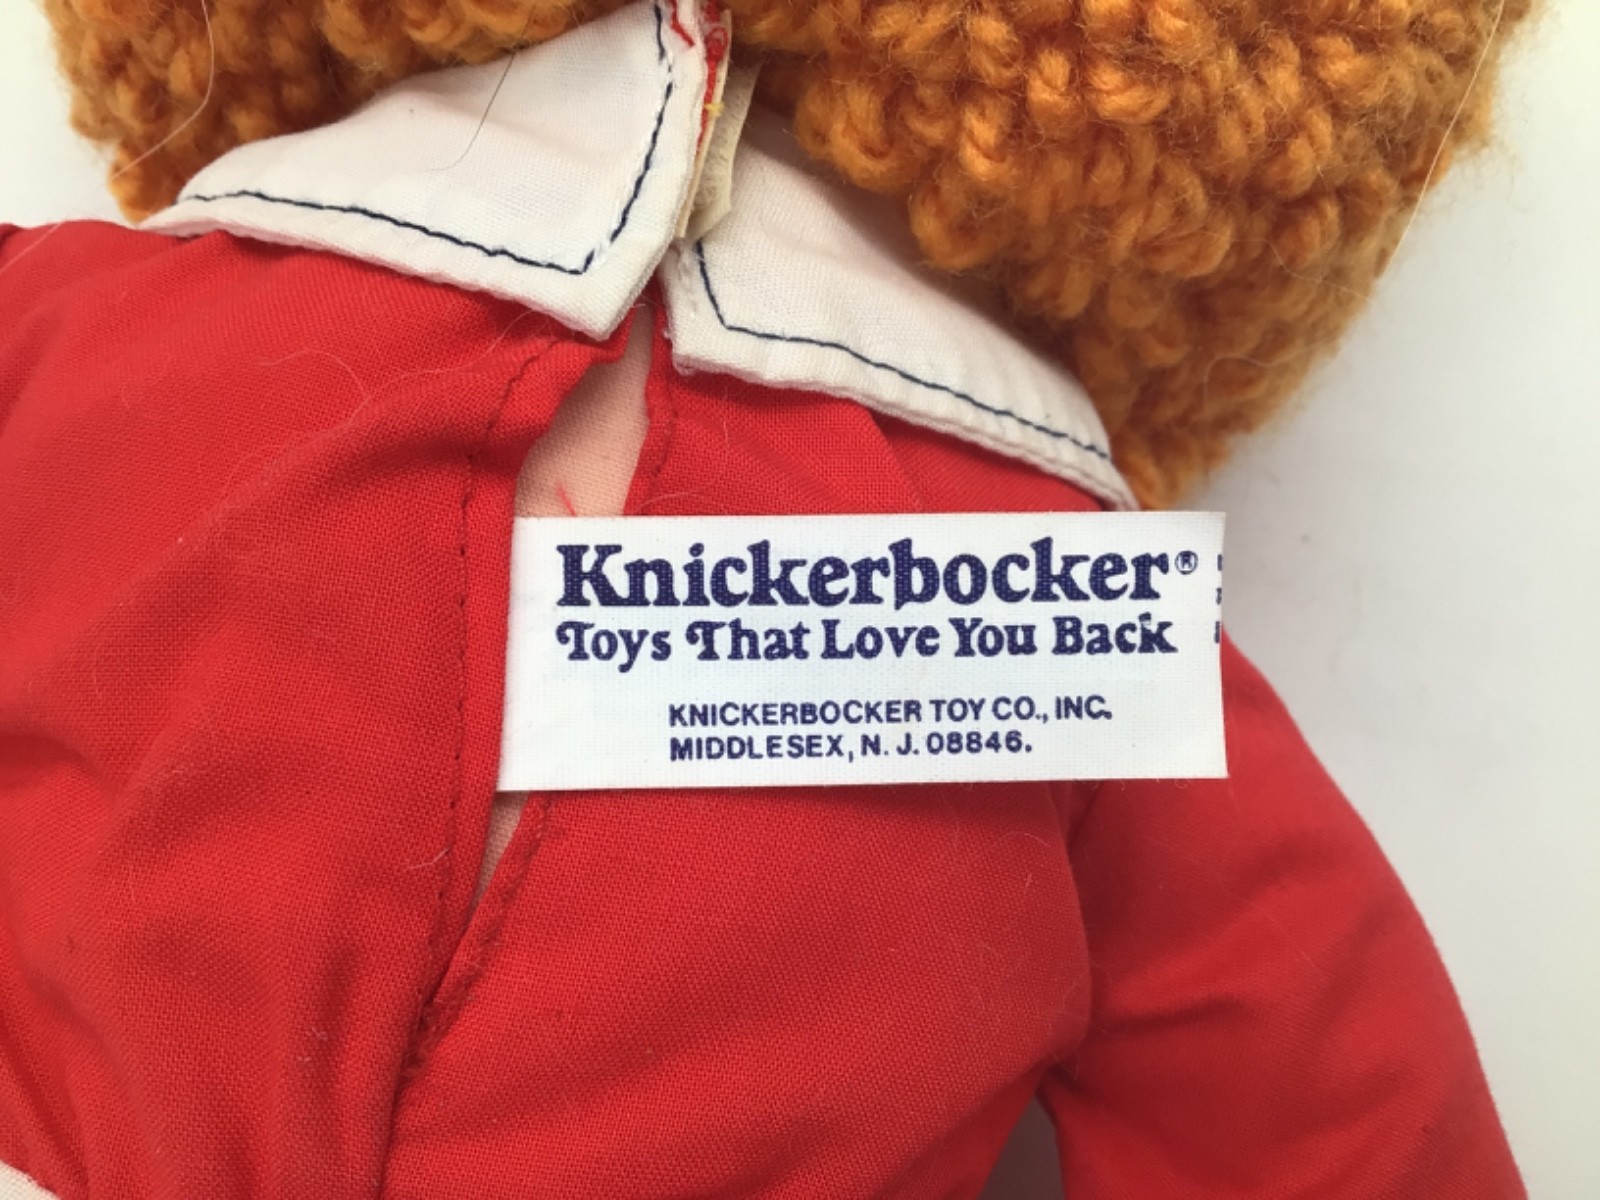 Knickerbocker®
Toys That Love You Back
KNICKERBOCKER TOY CO., INC.
MIDDLESEX, N. J. 08846.